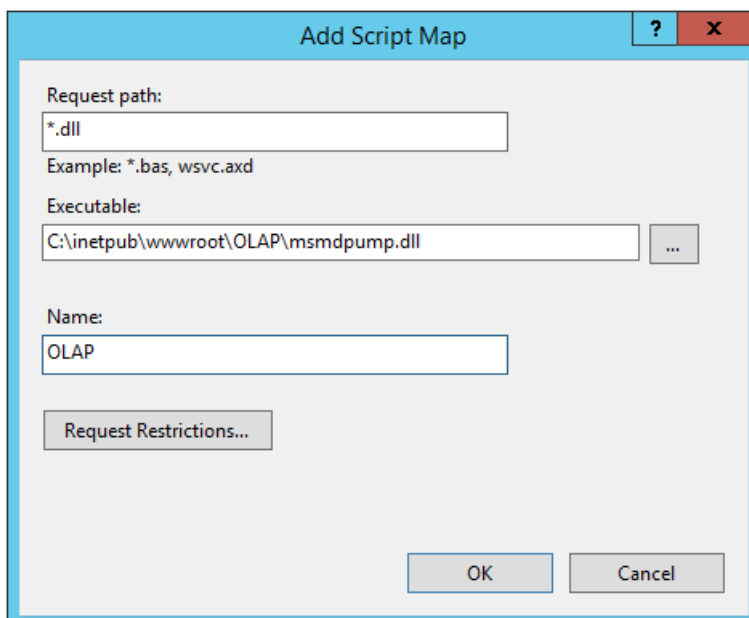 Add Script Map
?
x
Request path:
*.dll
Example: *.bas, wsvc.axd
Executable:
C:\inetpub\wwwroot\OLAP\msmdpump.dll
...
Name:
OLAP
Request Restrictions...
OK
Cancel